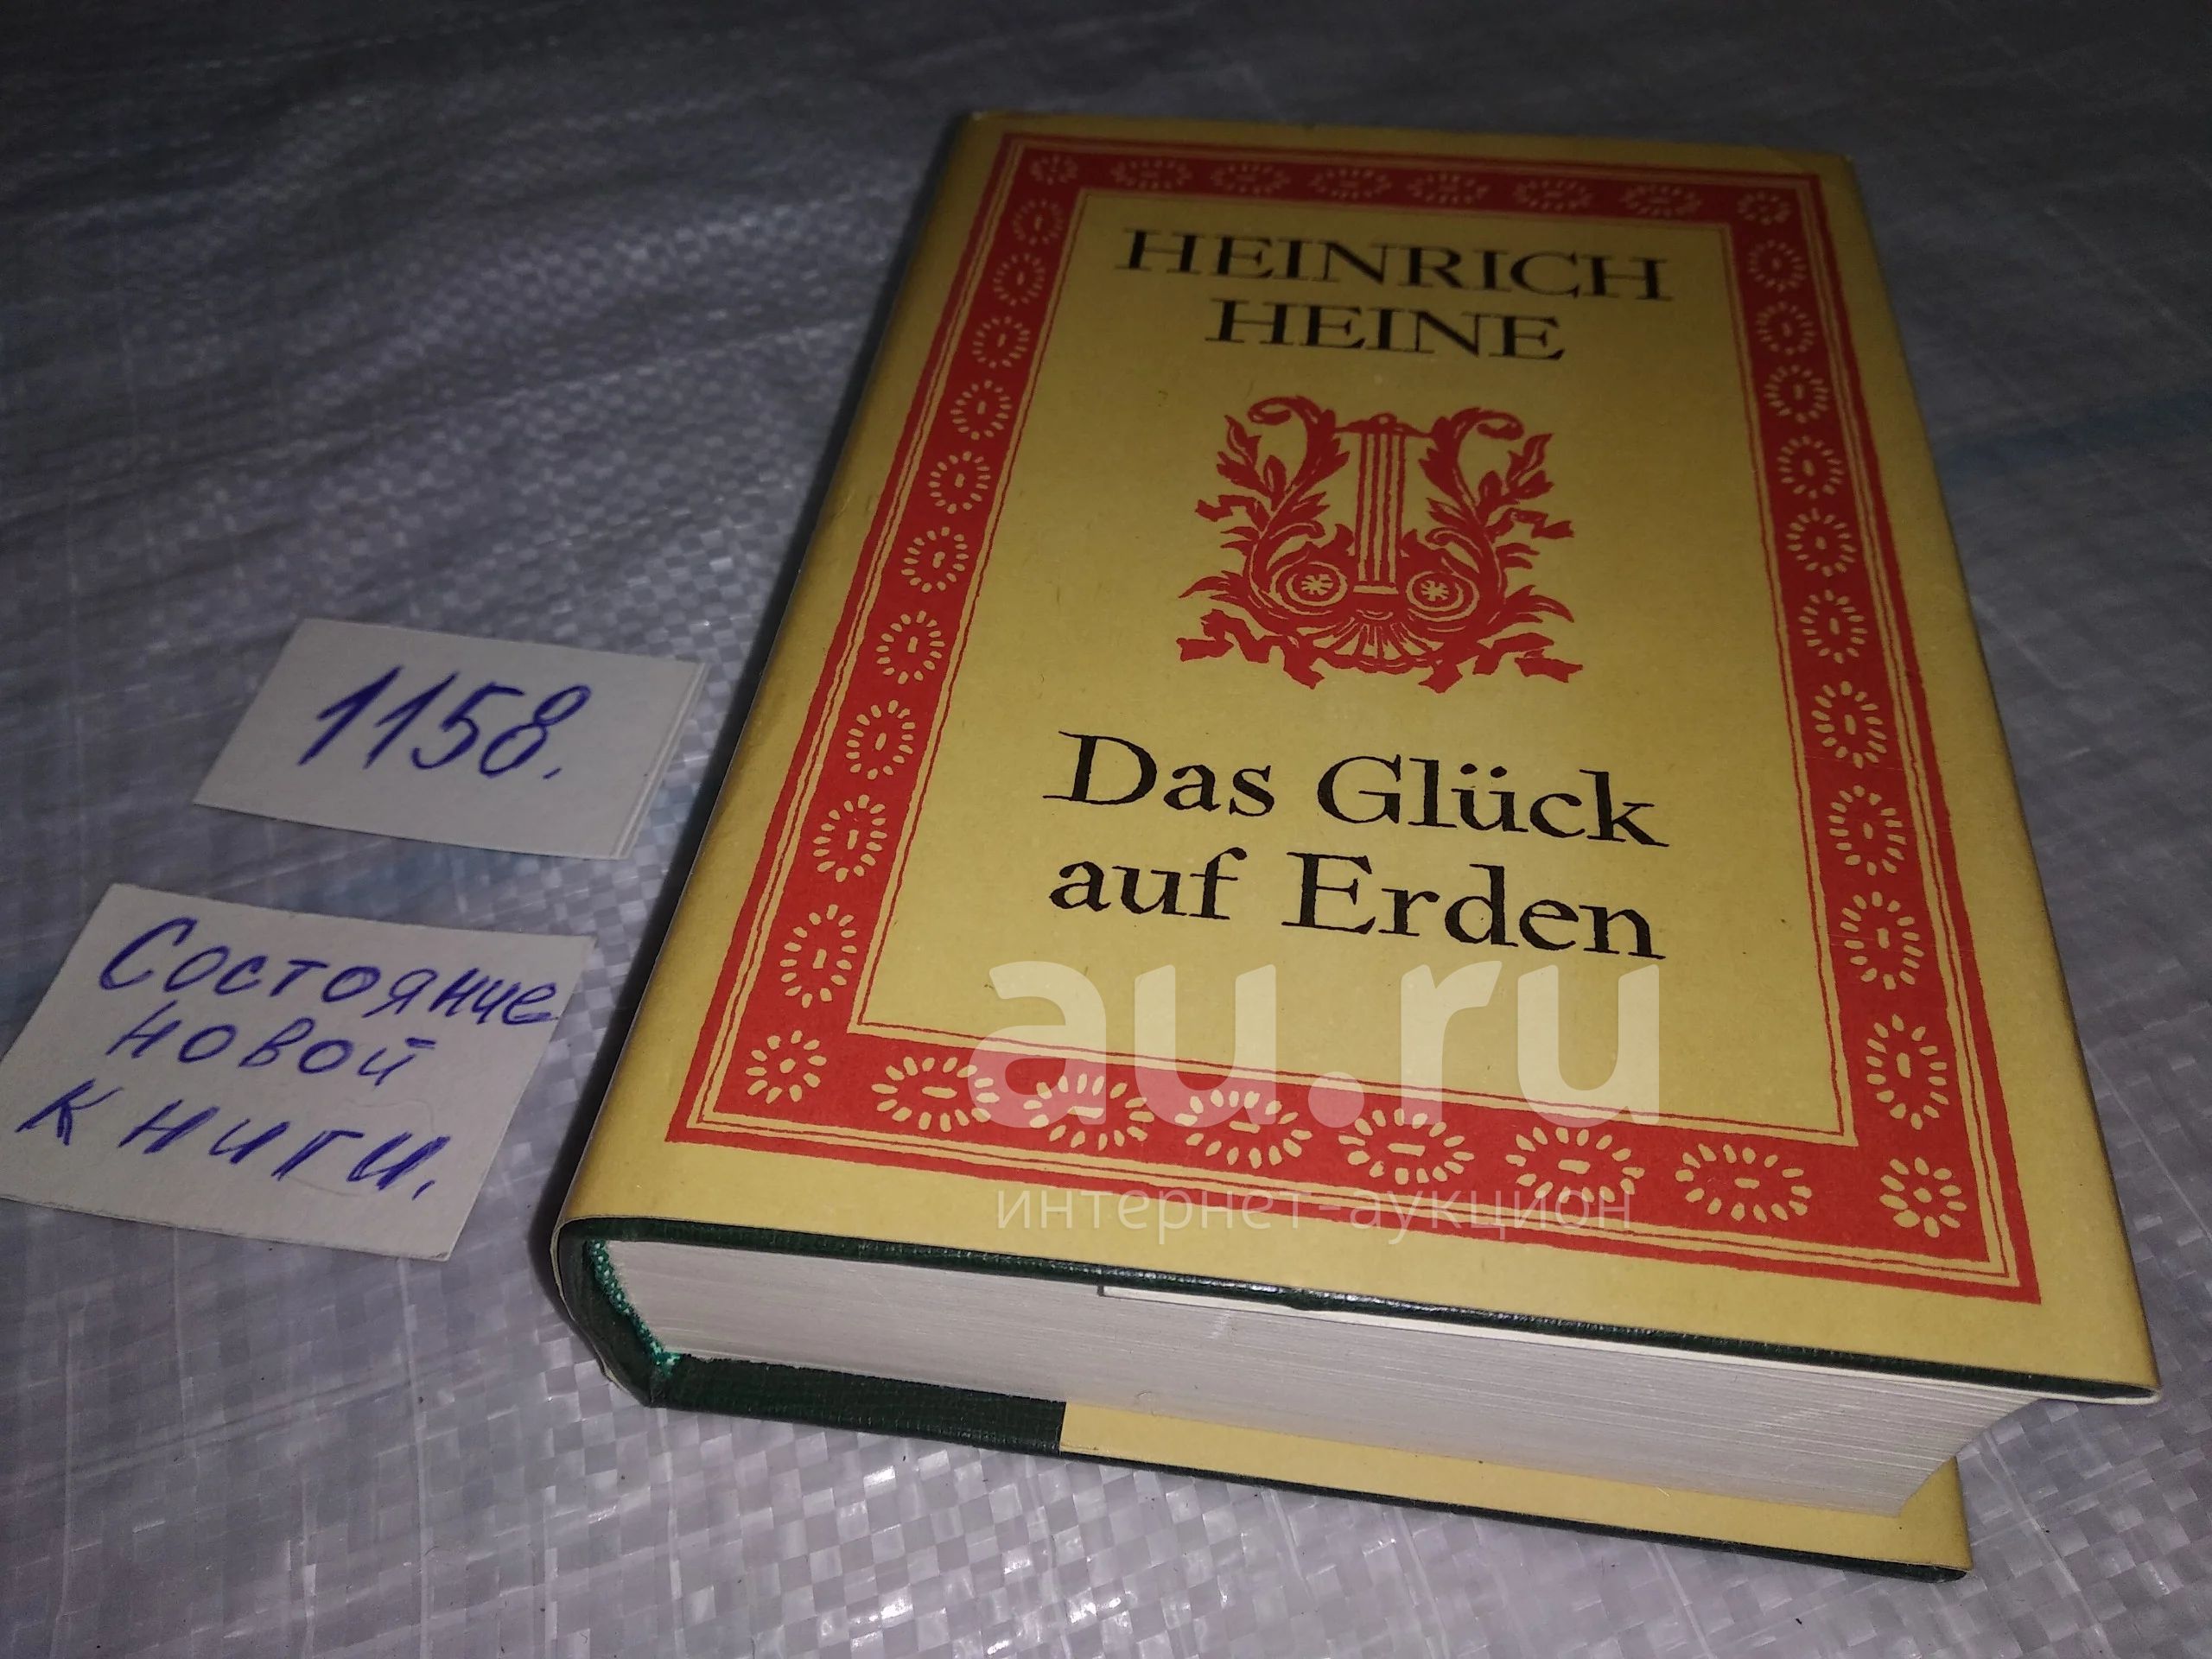 HEINRICH
HEINE
Das Glück
auf Erden
1158.
Состояние
новой
книги.
au.ru
интернет-аукцион